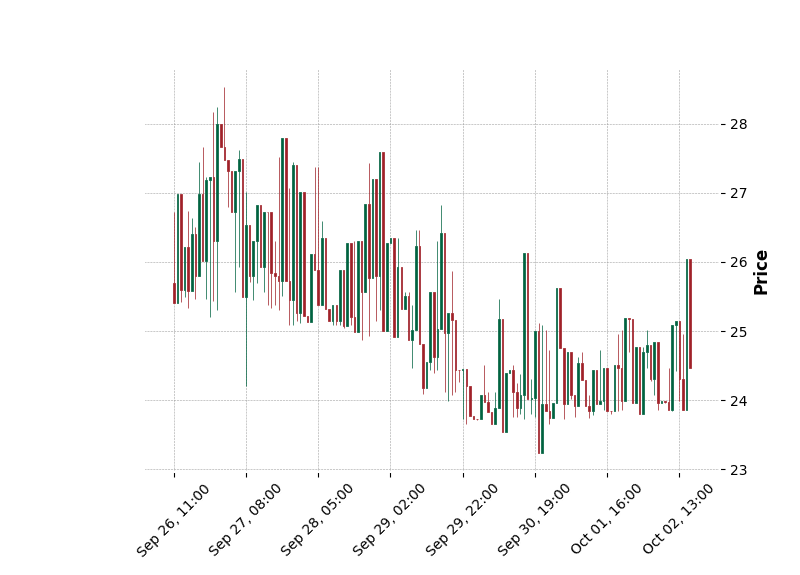 28
27
26
25
24
23
Price
Sep 26, 11:00
Sep 27, 08:00
Sep 28, 05:00
Sep 29, 02:00
Sep 29, 22:00
Sep 30, 19:00
Oct 01, 16:00
Oct 02, 13:00